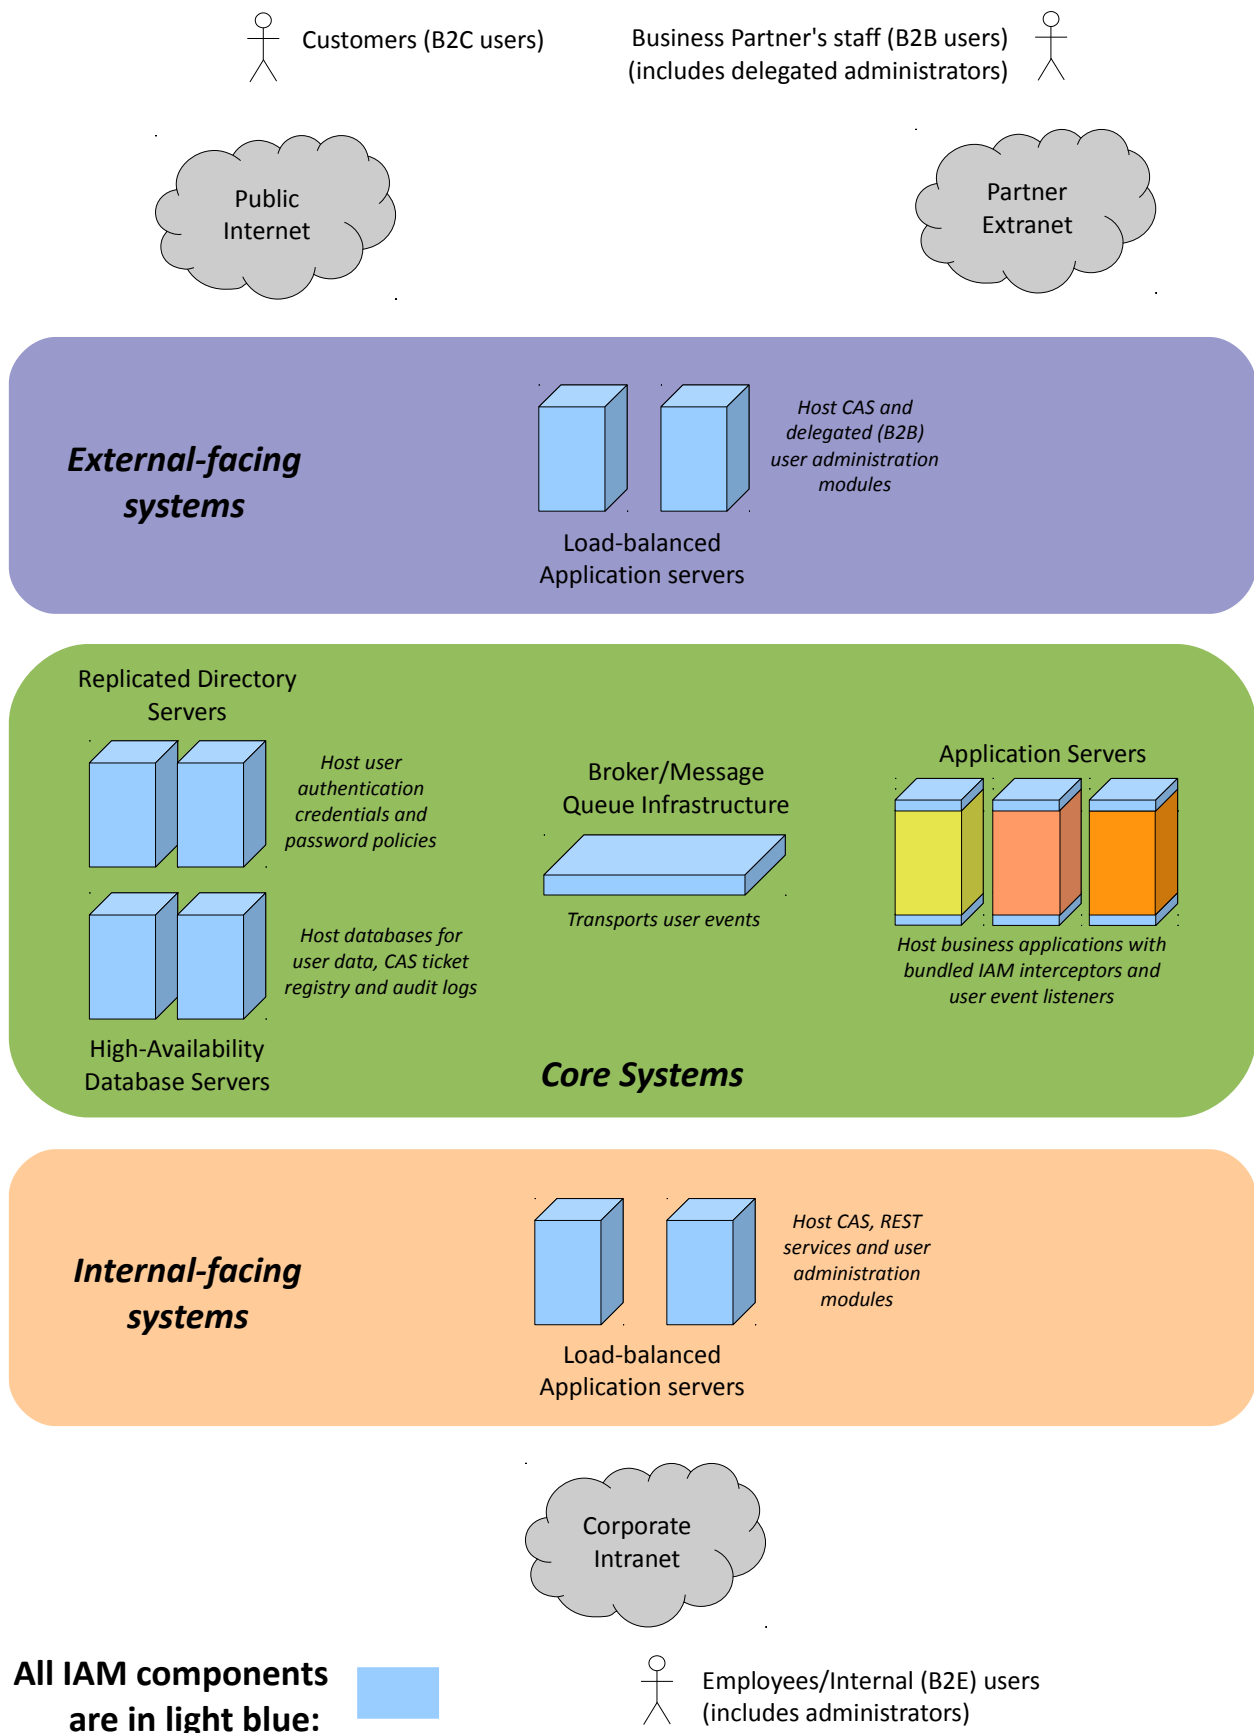 Customers (B2C users)
Business Partner's staff (B2B users)
(includes delegated administrators)
Public
Internet
Partner
Extranet
External-facing
systems
Host CAS and
delegated (B2B)
user administration
modules
Load-balanced
Application servers
Replicated Directory
Servers
Host user
authentication
credentials and
password policies
Broker/Message
Queue Infrastructure
Transports user events
Application Servers
Host business applications with
bundled IAM interceptors and
user event listeners
Host databases for
user data, CAS ticket
registry and audit logs
High-Availability
Database Servers
Core Systems
Internal-facing
systems
Host CAS, REST
services and user
administration
modules
Load-balanced
Application servers
Corporate
Intranet
All IAM components
are in light blue:
Employees/Internal (B2E) users
(includes administrators)